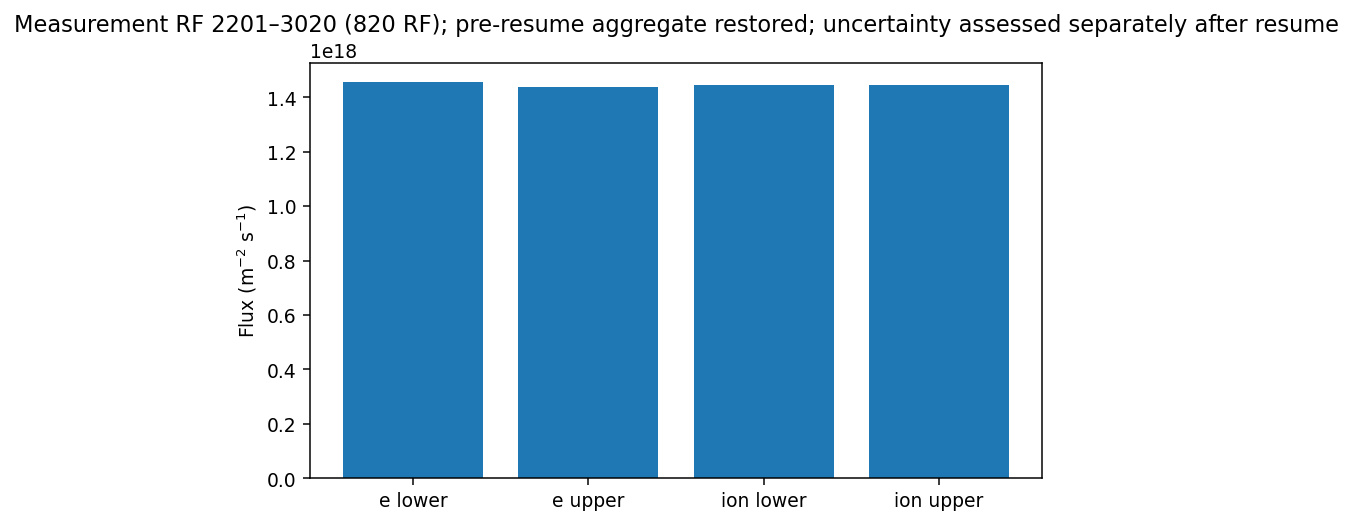 Measurement RF 2201–3020 (820 RF); pre-resume aggregate restored; uncertainty assessed separately after resume
1e18
1.4
1.2
1.0
0.8
0.6
0.4
0.2
0.0
Flux (m⁻² s⁻¹)
e lower
e upper
ion lower
ion upper